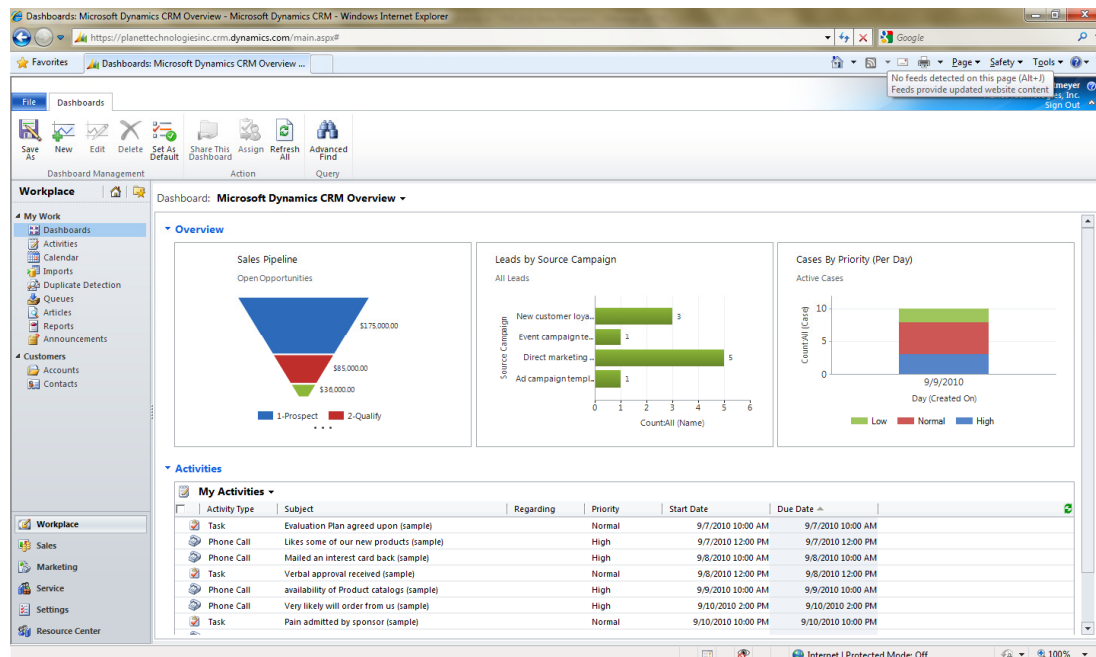 Dashboards: Microsoft Dynamics CRM Overview - Microsoft Dynamics CRM - Windows Internet Explorer
https://planettechnologiesinc.crm.dynamics.com/main.aspx#
Google
Favorites
Dashboards: Microsoft Dynamics CRM Overview ...
Page
Safety
Tools
No feeds detected on this page (Alt+J)
Feeds provide updated website content
meyer
es, Inc.
Sign Out
File
Dashboards
Save As
New
Edit
Delete
Set As Default
Share This Dashboard
Assign
Refresh All
Advanced Find
Dashboard Management
Action
Query
Workplace
My Work
Dashboards
Activities
Calendar
Imports
Duplicate Detection
Queues
Articles
Reports
Announcements
Customers
Accounts
Contacts
Workplace
Sales
Marketing
Service
Settings
Resource Center
Dashboard: Microsoft Dynamics CRM Overview
Overview
Sales Pipeline
Open Opportunities
$175,000.00
$85,000.00
$36,000.00
1-Prospect
2-Qualify
...
Leads by Source Campaign
All Leads
Source Campaign
New customer loya...
3
Event campaign te...
1
Direct marketing ...
5
Ad campaign templ...
1
0 1 2 3 4 5 6
Count:All (Name)
Cases By Priority (Per Day)
Active Cases
Count:All (Case)
10
5
0
9/9/2010
Day (Created On)
Low
Normal
High
Activities
My Activities
Activity Type Subject Regarding Priority Start Date Due Date
Task Evaluation Plan agreed upon (sample) Normal 9/7/2010 10:00 AM 9/7/2010 10:00 AM
Phone Call Likes some of our new products (sample) High 9/7/2010 12:00 PM 9/7/2010 12:00 PM
Phone Call Mailed an interest card back (sample) High 9/8/2010 10:00 AM 9/8/2010 10:00 AM
Task Verbal approval received (sample) Normal 9/8/2010 12:00 PM 9/8/2010 12:00 PM
Phone Call availability of Product catalogs (sample) High 9/9/2010 10:00 AM 9/9/2010 10:00 AM
Phone Call Very likely will order from us (sample) High 9/10/2010 2:00 PM 9/10/2010 2:00 PM
Task Pain admitted by sponsor (sample) Normal 9/10/2010 10:00 PM 9/10/2010 10:00 PM
Internet | Protected Mode: Off
100%